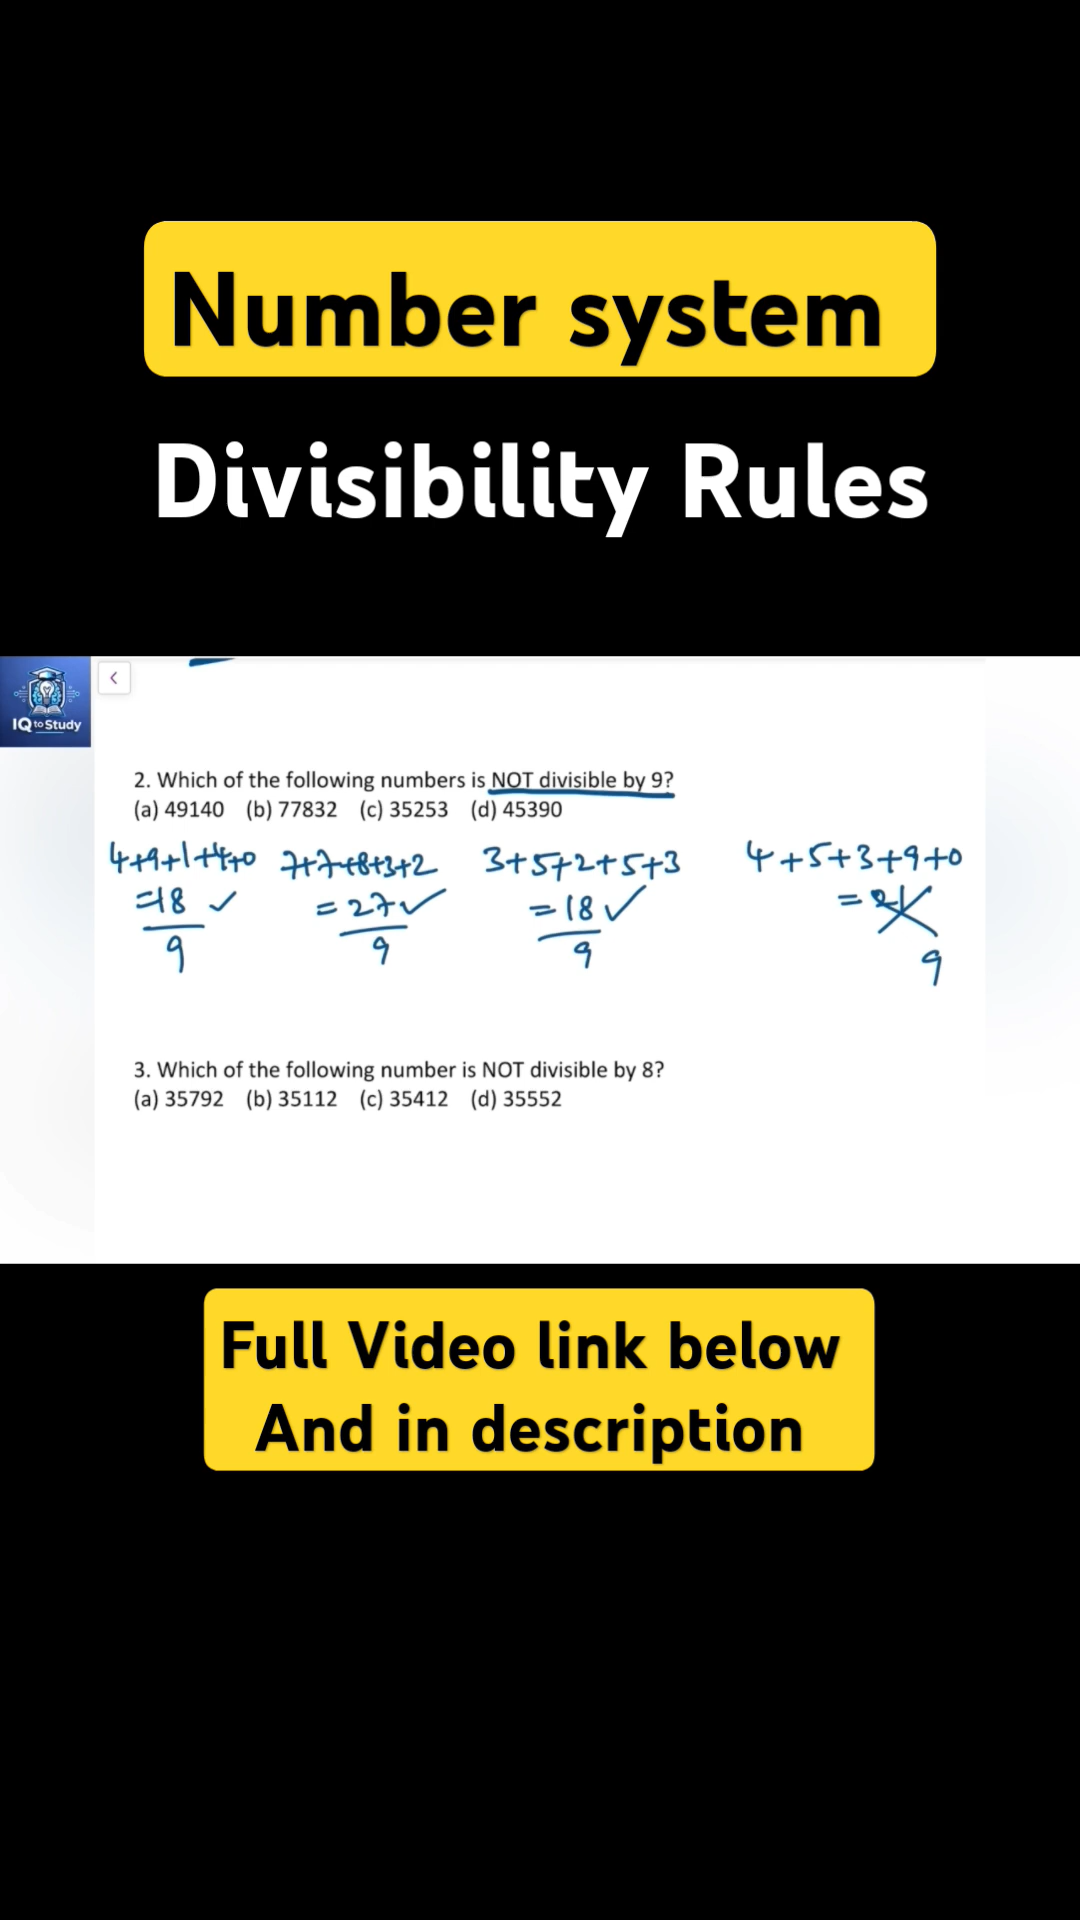 Number system
Divisibility Rules
IQ to Study
2. Which of the following numbers is NOT divisible by 9?
(a) 49140 (b) 77832 (c) 35253 (d) 45390
4+9+1+4+0 7+7+8+3+2 3+5+2+5+3 4+5+3+9+0
=18 ✓ =27✓ =18✓ =21
9 9 9 9
3. Which of the following number is NOT divisible by 8?
(a) 35792 (b) 35112 (c) 35412 (d) 35552
Full Video link below
And in description